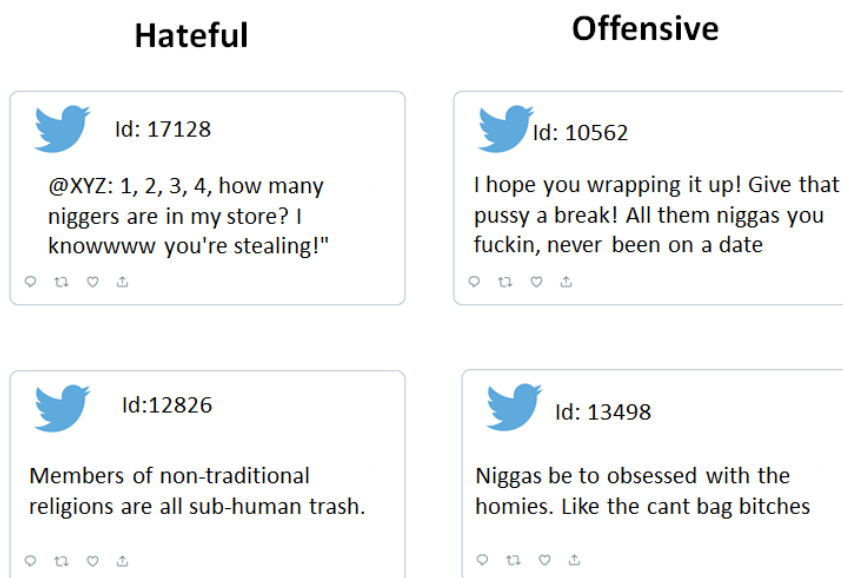 Hateful
Offensive
Id: 17128
@XYZ: 1, 2, 3, 4, how many
niggers are in my store? I
knowwww you're stealing!"
Id: 10562
I hope you wrapping it up! Give that
pussy a break! All them niggas you
fuckin, never been on a date
Id:12826
Members of non-traditional
religions are all sub-human trash.
Id: 13498
Niggas be to obsessed with the
homies. Like the cant bag bitches